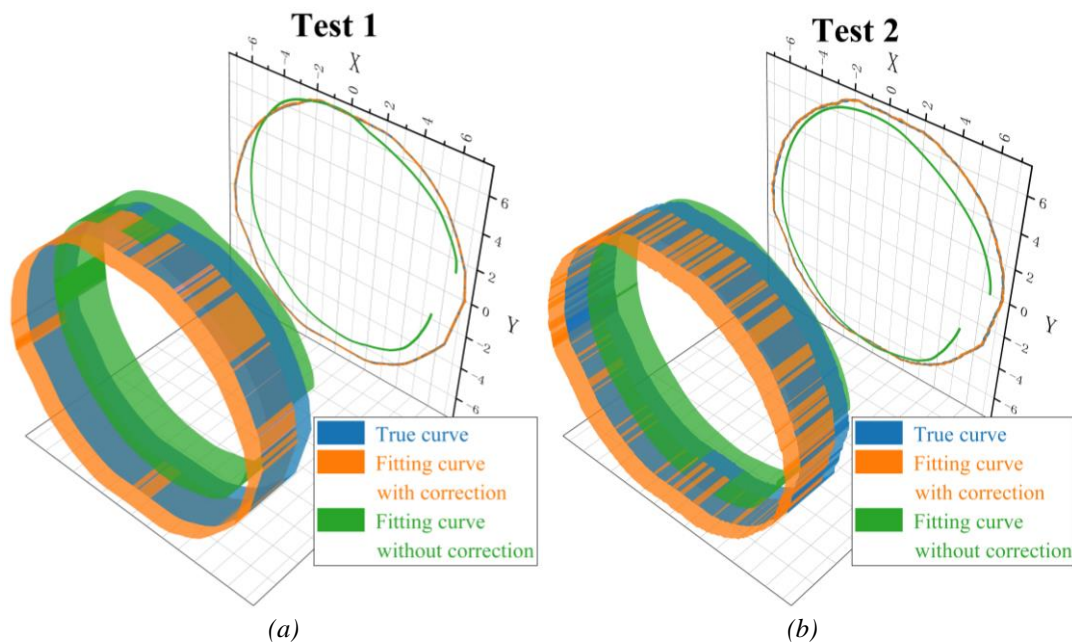 Test 1
Test 2
-6
-4
-2
0
2
4
6
X
6
4
2
0
-2
-4
-6
Y
True curve
Fitting curve
with correction
Fitting curve
without correction
-6
-4
-2
0
2
4
6
X
6
4
2
0
-2
-4
-6
Y
True curve
Fitting curve
with correction
Fitting curve
without correction
(a)
(b)